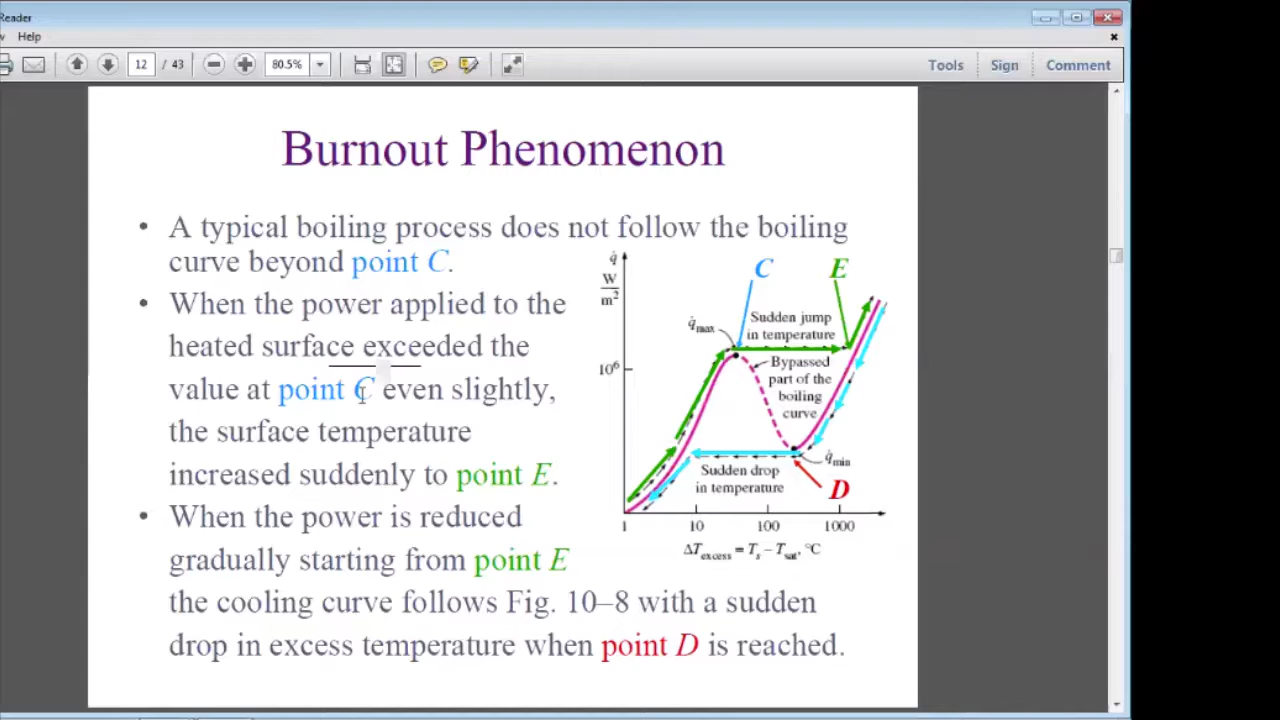 Reader
Help
12 / 43 80.5% Tools Sign Comment
Burnout Phenomenon
• A typical boiling process does not follow the boiling
curve beyond point C.
• When the power applied to the
heated surface exceeded the
value at point C even slightly,
the surface temperature
increased suddenly to point E.
• When the power is reduced
gradually starting from point E
the cooling curve follows Fig. 10–8 with a sudden
drop in excess temperature when point D is reached.
q̇
W
m²
10⁶
C
E
q̇max
Sudden jump
in temperature
Bypassed
part of the
boiling
curve
q̇min
Sudden drop
in temperature
D
1 10 100 1000
ΔTexcess = Ts – Tsat, °C